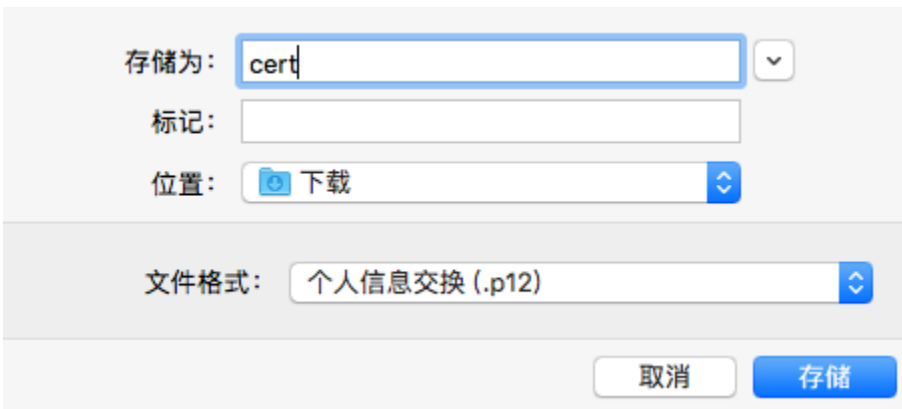 存储为： cert
标记：
位置： 下载
文件格式： 个人信息交换 (.p12)
取消 存储